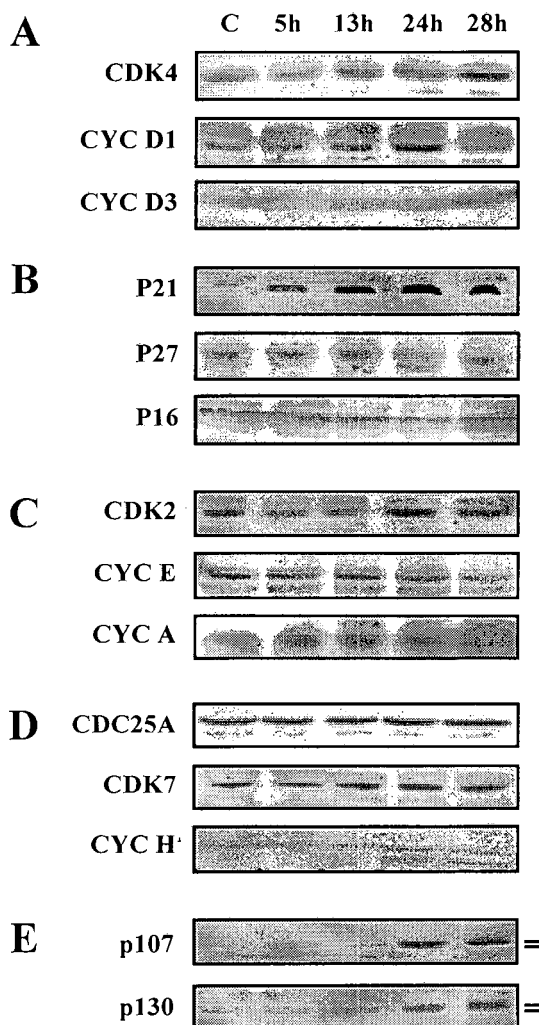 A
C 5h 13h 24h 28h
CDK4
CYC D1
CYC D3
B
P21
P27
P16
C
CDK2
CYC E
CYC A
D
CDC25A
CDK7
CYC H
E
p107 =
p130 =